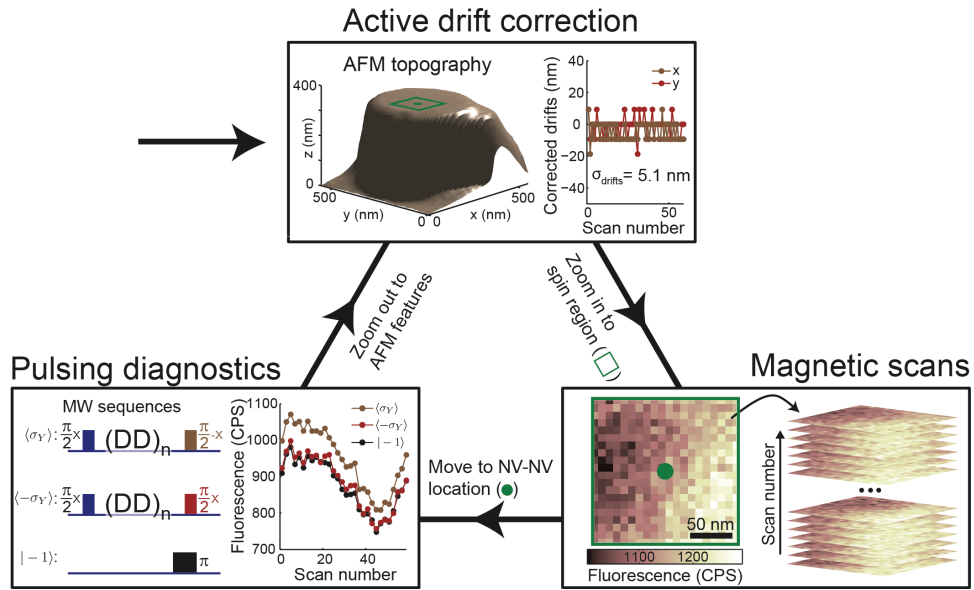 Active drift correction
AFM topography
400
200
0
z (nm)
500
y (nm)
0
0
x (nm)
500
Corrected drifts (nm)
40
20
0
−20
−40
x
y
σdrifts= 5.1 nm
0
50
Scan number
Zoom out to
AFM features
Zoom in to
spin region ( )
Pulsing diagnostics
MW sequences
⟨σY⟩: π/2 x (DD)n π/2 -x
⟨−σY⟩: π/2 x (DD)n π/2 x
|−1⟩: π
Fluorescence (CPS)
1100
1000
900
800
700
⟨σY⟩
⟨−σY⟩
|−1⟩
0
20
40
Scan number
Move to NV-NV
location (●)
Magnetic scans
50 nm
1100
1200
Fluorescence (CPS)
Scan number
•••